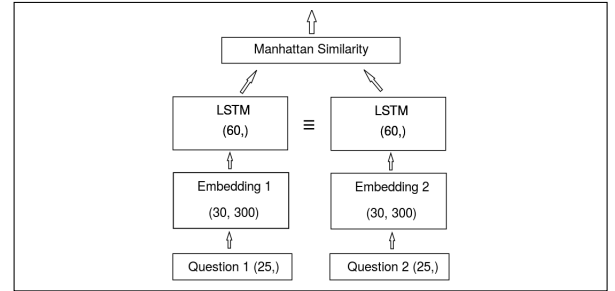 Manhattan Similarity
LSTM
(60,)
≡
LSTM
(60,)
Embedding 1
(30, 300)
Embedding 2
(30, 300)
Question 1 (25,)
Question 2 (25,)